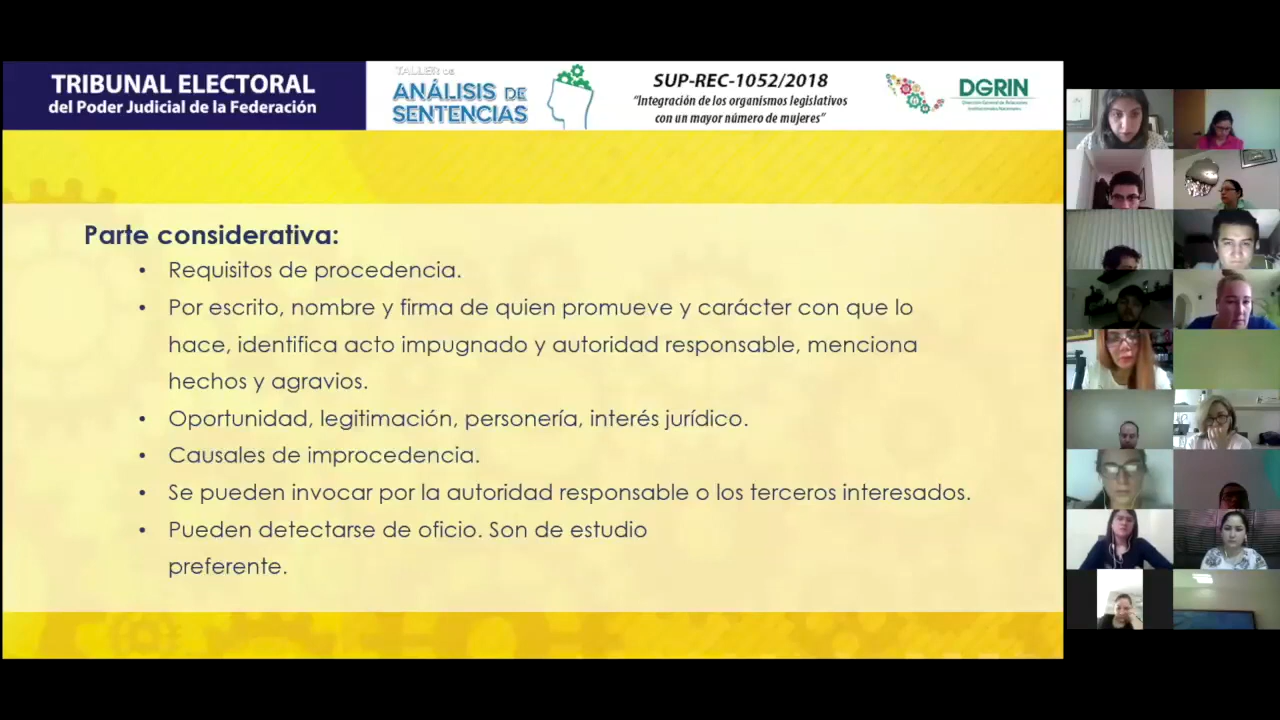 TRIBUNAL ELECTORAL
del Poder Judicial de la Federación
TALLER DE
ANÁLISIS DE
SENTENCIAS
SUP-REC-1052/2018
"Integración de los organismos legislativos
con un mayor número de mujeres"
DGRIN
Dirección General de Relaciones
Institucionales Nacionales
Parte considerativa:
• Requisitos de procedencia.
• Por escrito, nombre y firma de quien promueve y carácter con que lo
hace, identifica acto impugnado y autoridad responsable, menciona
hechos y agravios.
• Oportunidad, legitimación, personería, interés jurídico.
• Causales de improcedencia.
• Se pueden invocar por la autoridad responsable o los terceros interesados.
• Pueden detectarse de oficio. Son de estudio
preferente.